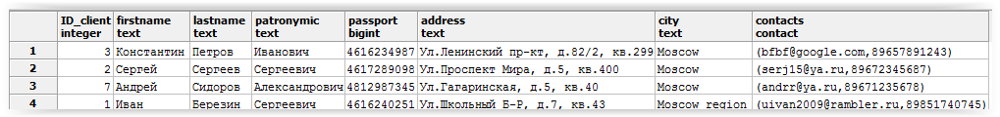 ID_client firstname lastname patronymic passport address city contacts
integer text text text bigint text text contact
1 3 Константин Петров Иванович 4616234987 Ул.Ленинский пр-кт, д.82/2, кв.299 Moscow (bfbf@google.com,89657891243)
2 2 Сергей Сергеев Сергеевич 4617289098 Ул.Проспект Мира, д.5, кв.400 Moscow (serj15@ya.ru,89672345687)
3 7 Андрей Сидоров Александрович 4812987345 Ул.Гагаринская, д.5, кв.40 Moscow (andrr@ya.ru,89671235678)
4 1 Иван Березин Сергеевич 4616240251 Ул.Школьный Б-Р, д.7, кв.43 Moscow region (uivan2009@rambler.ru,89851740745)